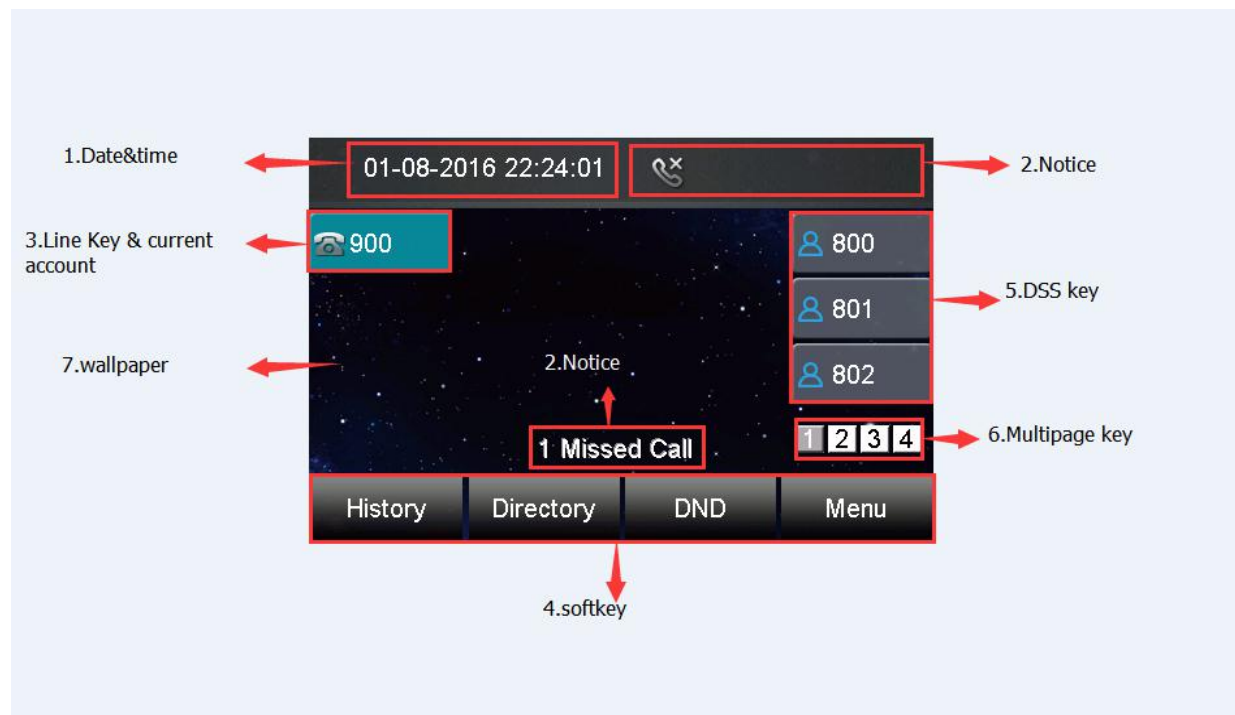 1.Date&time
01-08-2016 22:24:01
2.Notice
3.Line Key & current
account
900
800
5.DSS key
801
7.wallpaper
2.Notice
802
1 Missed Call
1 2 3 4
6.Multipage key
History Directory DND Menu
4.softkey